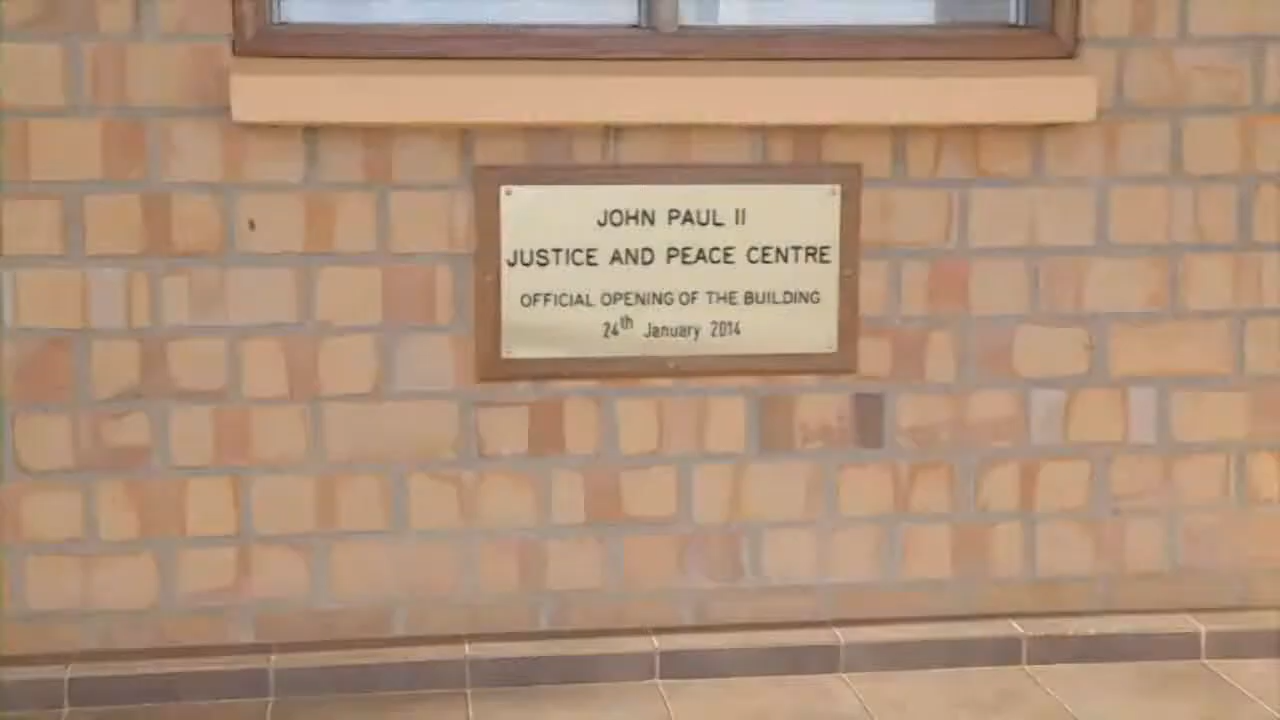 JOHN PAUL II
JUSTICE AND PEACE CENTRE
OFFICIAL OPENING OF THE BUILDING
24th January 2014